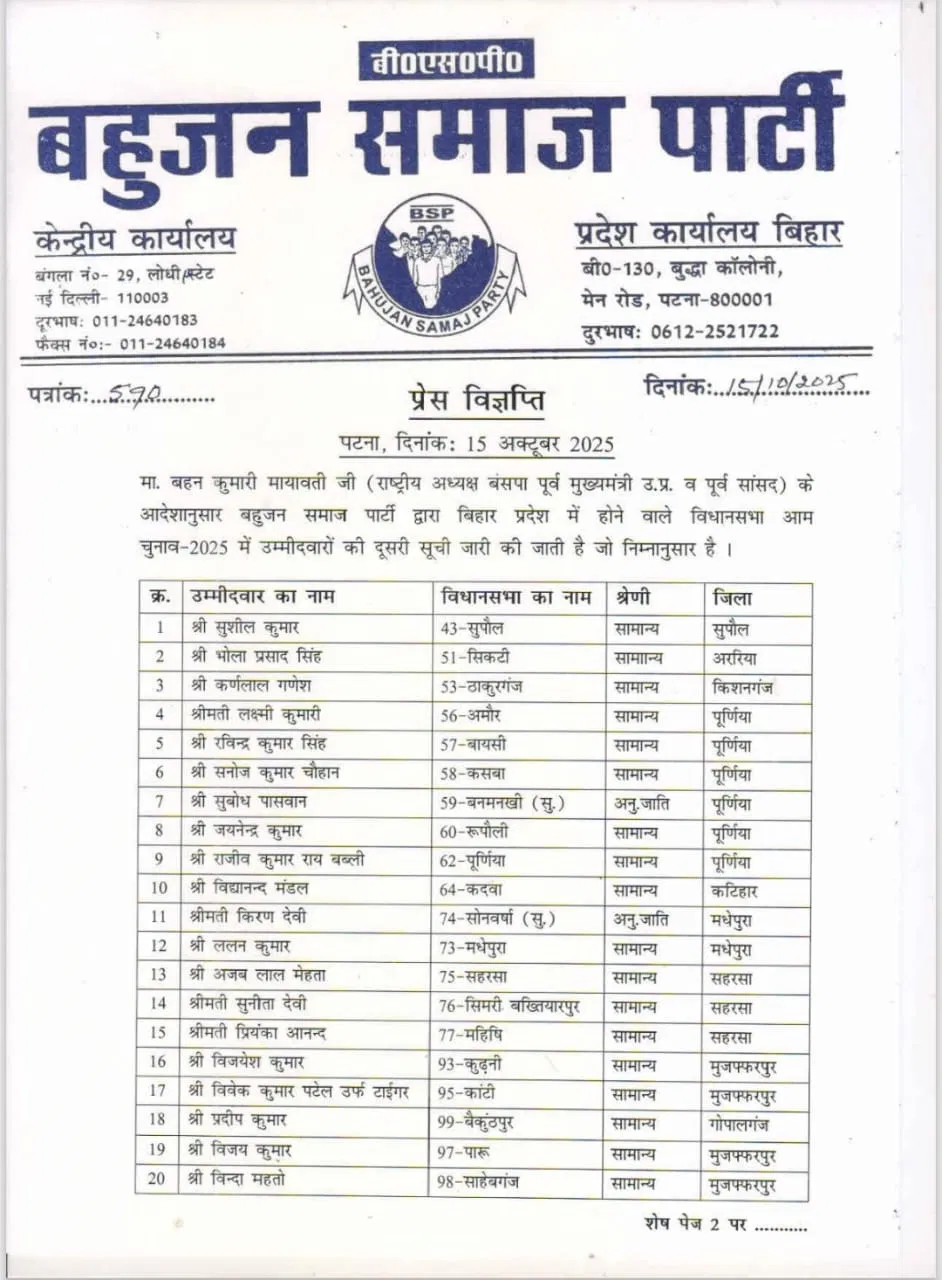 बी०एस०पी०
बहुजन समाज पार्टी
केन्द्रीय कार्यालय
बंगला नं०- 29, लोधी स्टेट
नई दिल्ली- 110003
दूरभाषः 011-24640183
फैक्स नं०:- 011-24640184
BSP
BAHUJAN SAMAJ PARTY
प्रदेश कार्यालय बिहार
बी0-130, बुद्धा कॉलोनी,
मेन रोड, पटना-800001
दुरभाषः 0612-2521722
पत्रांकः...590...............
दिनांकः..15/10/2025.........
प्रेस विज्ञप्ति
पटना, दिनांकः 15 अक्टूबर 2025
मा. बहन कुमारी मायावती जी (राष्ट्रीय अध्यक्ष बंसपा पूर्व मुख्यमंत्री उ.प्र. व पूर्व सांसद) के
आदेशानुसार बहुजन समाज पार्टी द्वारा बिहार प्रदेश में होने वाले विधानसभा आम
चुनाव-2025 में उम्मीदवारों की दूसरी सूची जारी की जाती है जो निम्नानुसार है ।
क्र. उम्मीदवार का नाम विधानसभा का नाम श्रेणी जिला
1 श्री सुशील कुमार 43-सुपौल सामान्य सुपौल
2 श्री भोला प्रसाद सिंह 51-सिकटी सामाान्य अररिया
3 श्री कर्णलाल गणेश 53-ठाकुरगंज सामान्य किशनगंज
4 श्रीमती लक्ष्मी कुमारी 56-अमौर सामान्य पूर्णिया
5 श्री रविन्द्र कुमार सिंह 57-बायसी सामान्य पूर्णिया
6 श्री सनोज कुमार चौहान 58-कसबा सामान्य पूर्णिया
7 श्री सुबोध पासवान 59-बनमनखी (सु.) अनु.जाति पूर्णिया
8 श्री जयनेन्द्र कुमार 60-रूपौली सामान्य पूर्णिया
9 श्री राजीव कुमार राय बब्ली 62-पूर्णिया सामान्य पूर्णिया
10 श्री विद्यानन्द मंडल 64-कदवा सामान्य कटिहार
11 श्रीमती किरण देवी 74-सोनवर्षा (सु.) अनु.जाति मधेपुरा
12 श्री ललन कुमार 73-मधेपुरा सामान्य मधेपुरा
13 श्री अजब लाल मेहता 75-सहरसा सामान्य सहरसा
14 श्रीमती सुनीता देवी 76-सिमरी बख्तियारपुर सामान्य सहरसा
15 श्रीमती प्रियंका आनन्द 77-महिषि सामान्य सहरसा
16 श्री विजयेश कुमार 93-कुढ़नी सामान्य मुजफ्फरपुर
17 श्री विवेक कुमार पटेल उर्फ टाईगर 95-कांटी सामान्य मुजफ्फरपुर
18 श्री प्रदीप कुमार 99-बैकुंठपुर सामान्य गोपालगंज
19 श्री विजय कुमार 97-पारू सामान्य मुजफ्फरपुर
20 श्री विन्दा महतो 98-साहेबगंज सामान्य मुजफ्फरपुर
शेष पेज 2 पर ...........